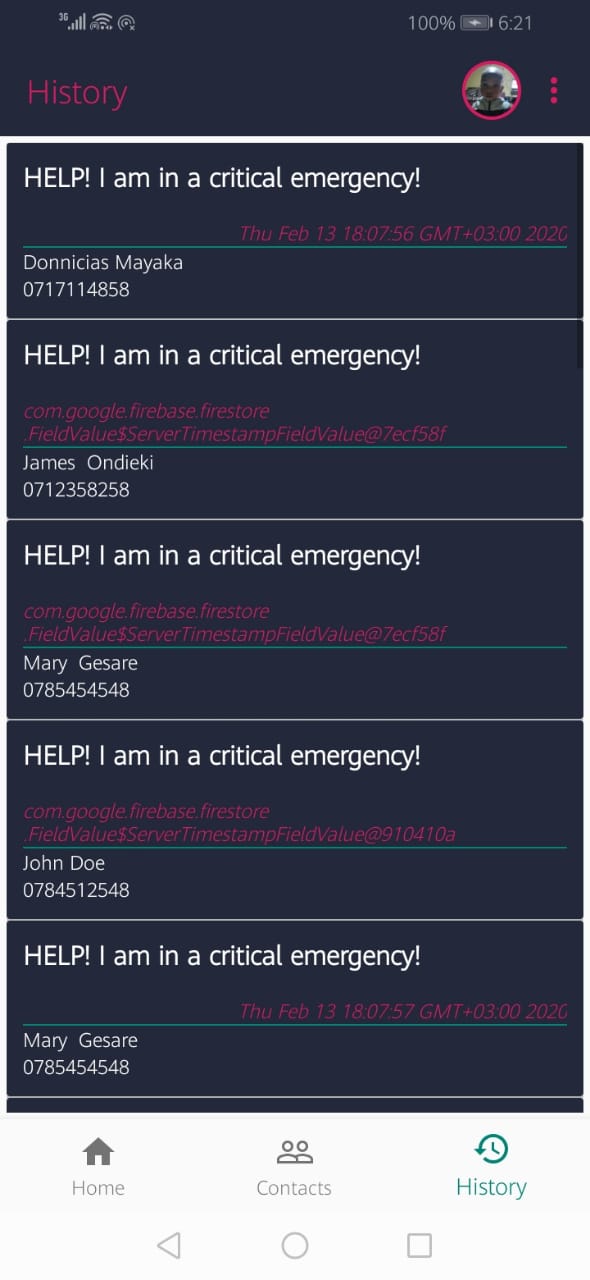 3G 100% 6:21
History
HELP! I am in a critical emergency!
Thu Feb 13 18:07:56 GMT+03:00 2020
Donnicias Mayaka
0717114858
HELP! I am in a critical emergency!
com.google.firebase.firestore
.FieldValue$ServerTimestampFieldValue@7ecf58f
James  Ondieki
0712358258
HELP! I am in a critical emergency!
com.google.firebase.firestore
.FieldValue$ServerTimestampFieldValue@7ecf58f
Mary  Gesare
0785454548
HELP! I am in a critical emergency!
com.google.firebase.firestore
.FieldValue$ServerTimestampFieldValue@910410a
John Doe
0784512548
HELP! I am in a critical emergency!
Thu Feb 13 18:07:57 GMT+03:00 2020
Mary  Gesare
0785454548
Home Contacts History